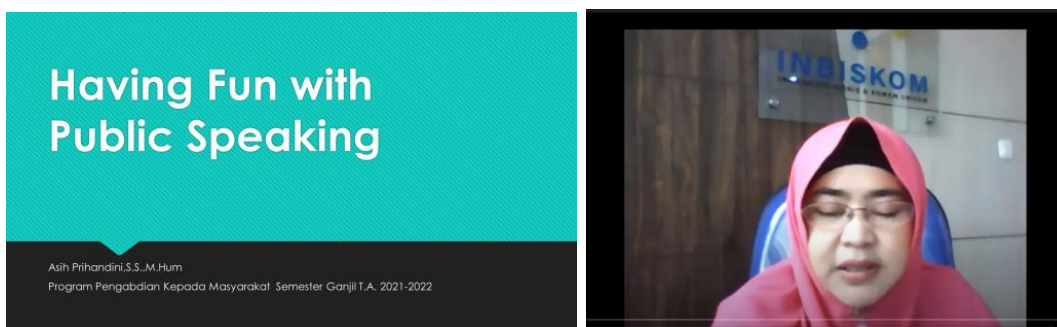 Having Fun with
Public Speaking
Asih Prihandini,S.S.,M.Hum
Program Pengabdian Kepada Masyarakat Semester Ganjil T.A. 2021-2022
INBISKOM